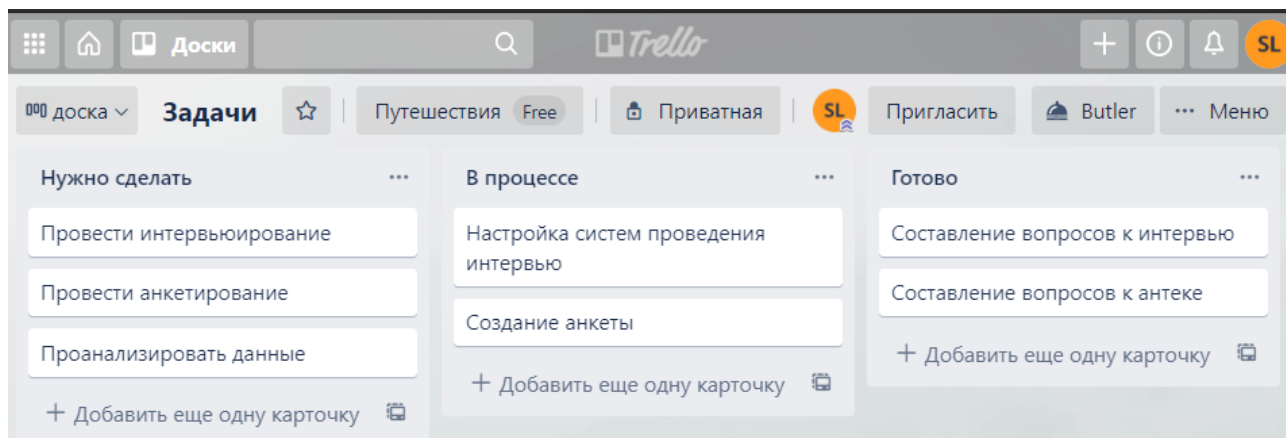 Доски
Trello
SL
доска
Задачи
Путешествия Free
Приватная
SL
Пригласить
Butler
··· Меню
Нужно сделать ···
Провести интервьюирование
Провести анкетирование
Проанализировать данные
+ Добавить еще одну карточку
В процессе ···
Настройка систем проведения
интервью
Создание анкеты
+ Добавить еще одну карточку
Готово ···
Составление вопросов к интервью
Составление вопросов к антеке
+ Добавить еще одну карточку